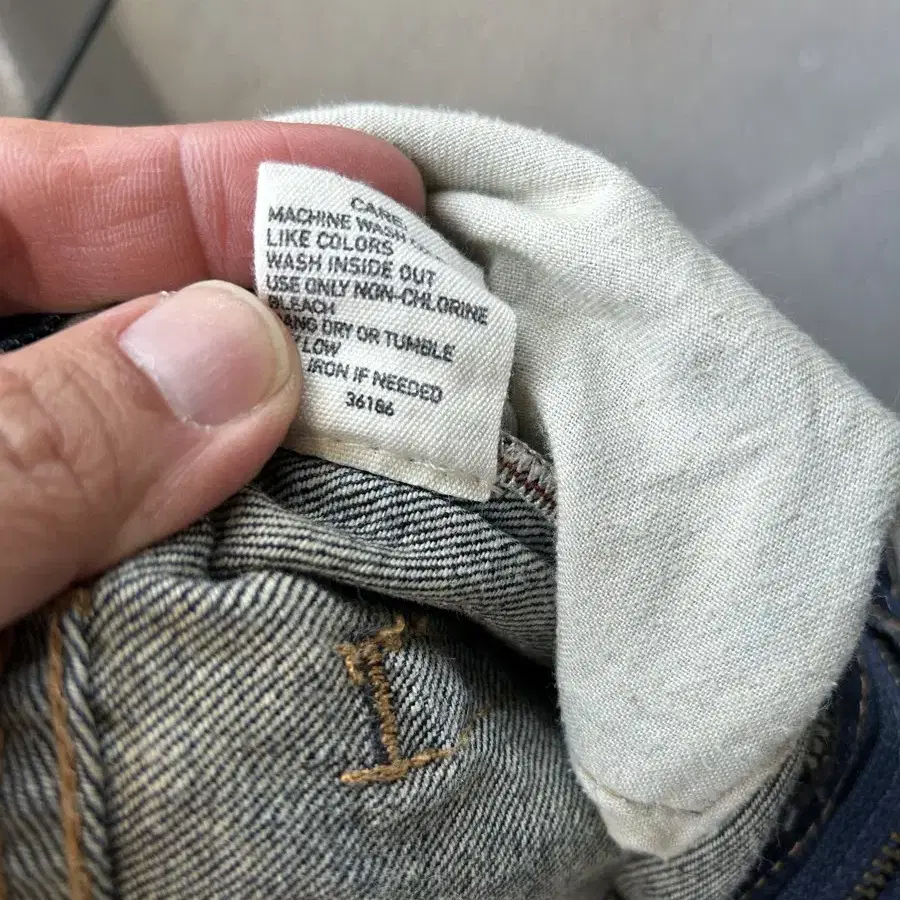 CARE
MACHINE WASH
LIKE COLORS
WASH INSIDE OUT
USE ONLY NON-CHLORINE
BLEACH
DRY OR TUMBLE
LOW
IRON IF NEEDED
36186